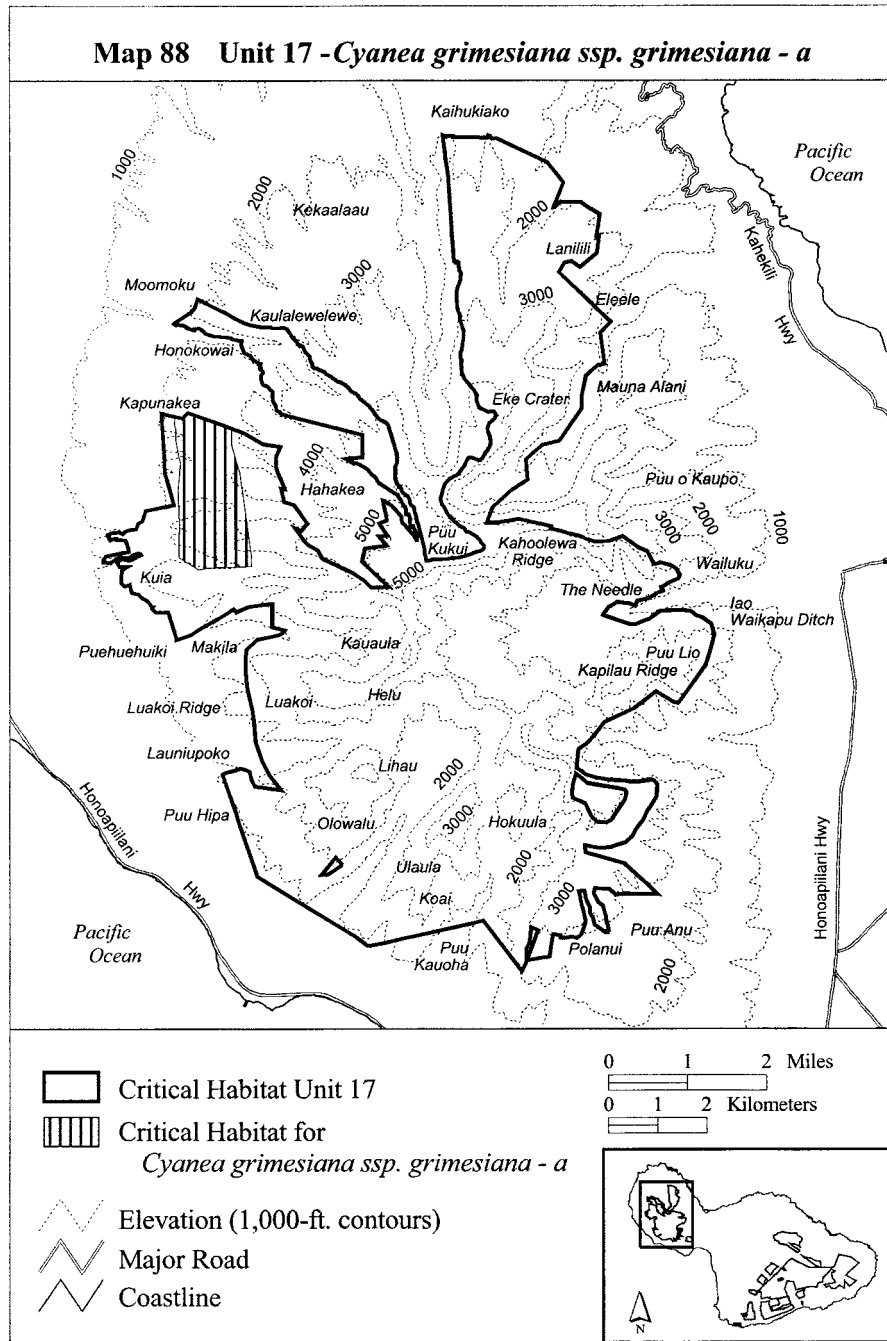 Map 88 Unit 17 -Cyanea grimesiana ssp. grimesiana - a
Kaihukiako
Pacific
Ocean
1000
2000
Kekaalaau
2000
Lanilili
Kahekili
Hwy
3000
Moomoku
Kaulalewelewe
3000
Eleele
Honokowai
Kapunakea
Eke Crater
Mauna Alani
4000
Hahakea
Puu o Kaupo
5000
Puu
Kukui
Kahoolewa
Ridge
3000
2000
1000
Wailuku
5000
Kuia
The Needle
Iao
Waikapu Ditch
Puehuehuiki
Makila
Kauaula
Puu Lio
Kapilau Ridge
Luakoi Ridge
Luakoi
Helu
Launiupoko
Lihau
2000
Puu Hipa
Olowalu
3000
Hokuula
Honoapiilani
Hwy
Ulaula
2000
Koai
3000
Honoapiilani Hwy
Pacific
Ocean
Puu
Kauoha
Polanui
Puu Anu
2000
Critical Habitat Unit 17
Critical Habitat for
Cyanea grimesiana ssp. grimesiana - a
Elevation (1,000-ft. contours)
Major Road
Coastline
0 1 2 Miles
0 1 2 Kilometers
N